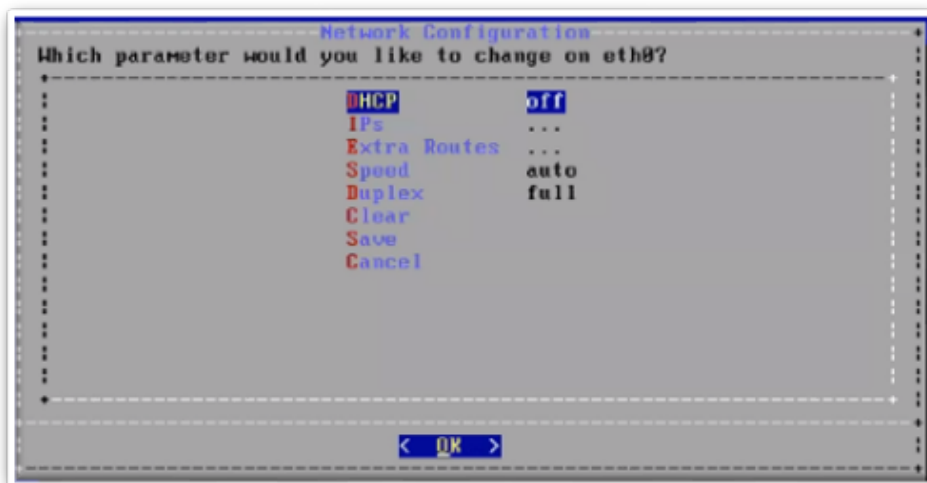 Network Configuration
Which parameter would you like to change on eth0?
DHCP off
IPs ...
Extra Routes ...
Speed auto
Duplex full
Clear
Save
Cancel
< OK >